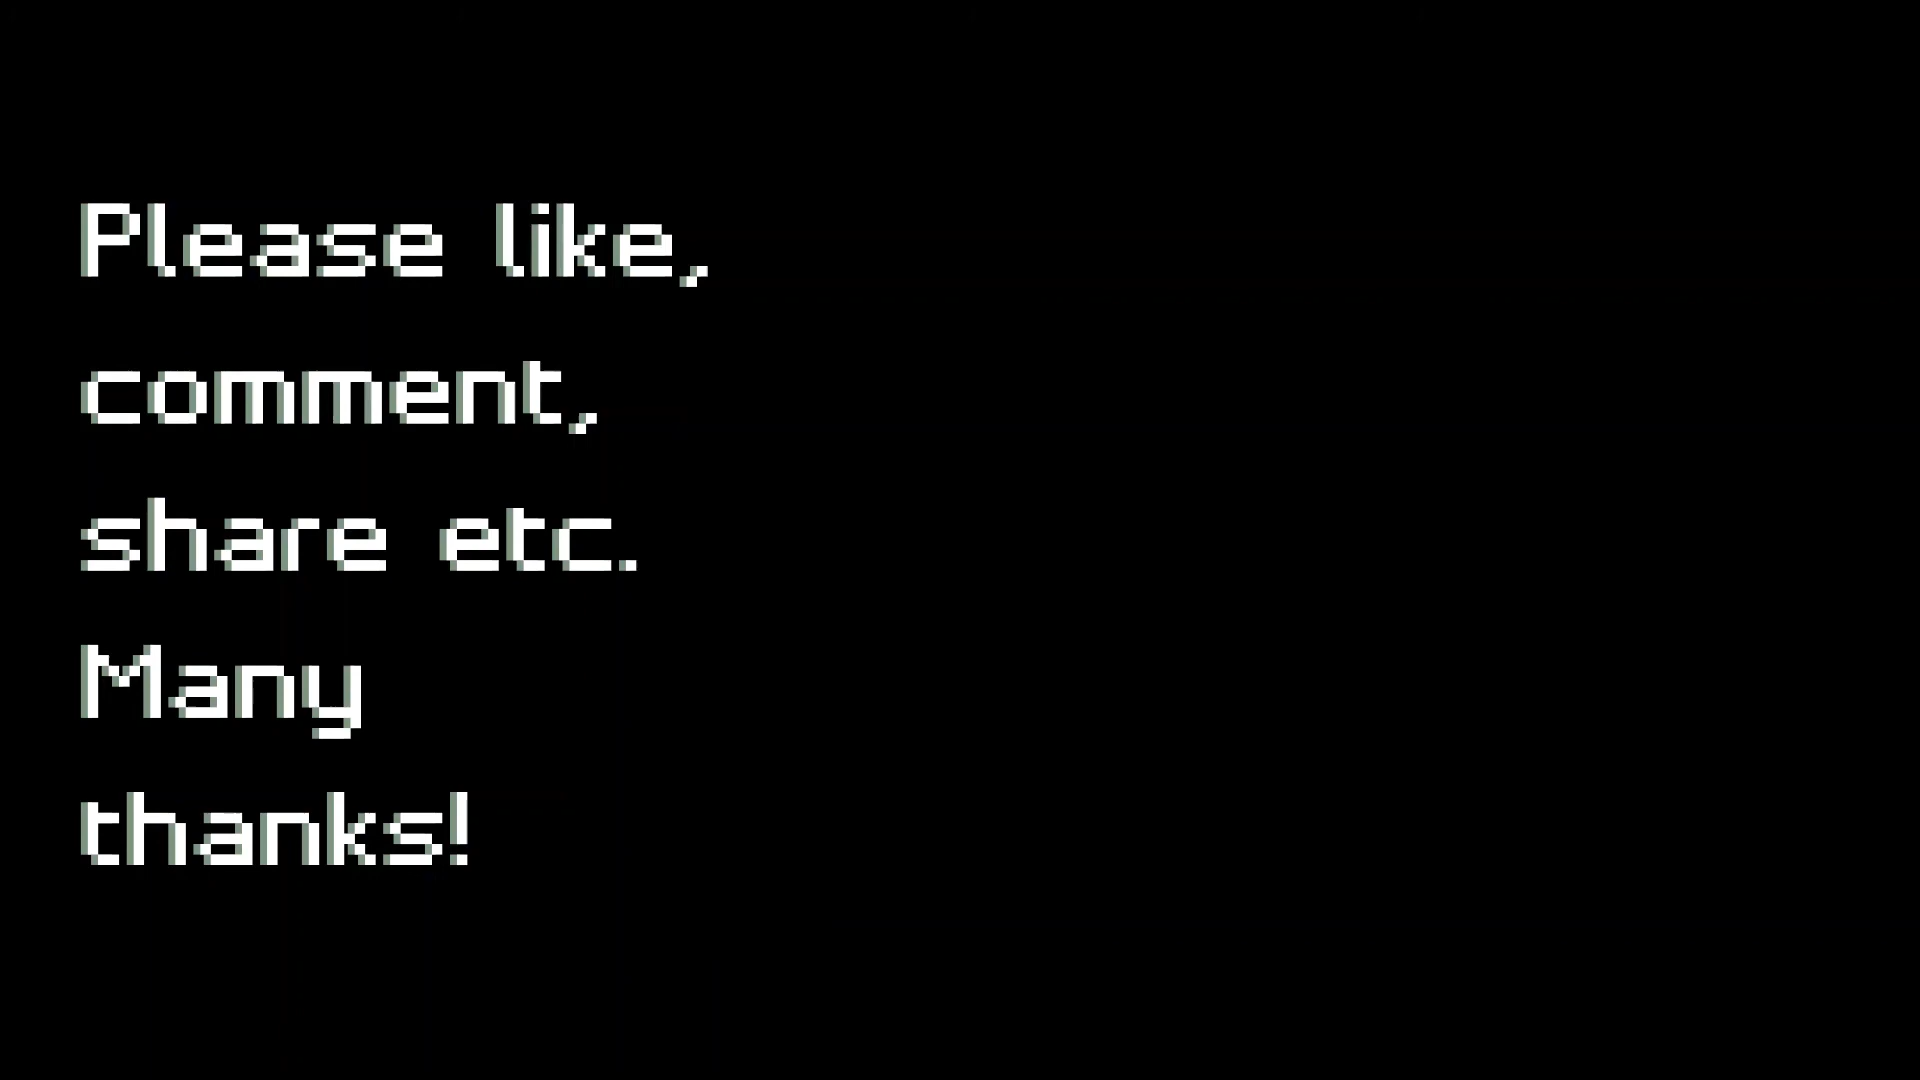 Please like,
comment,
share etc.
Many
thanks!